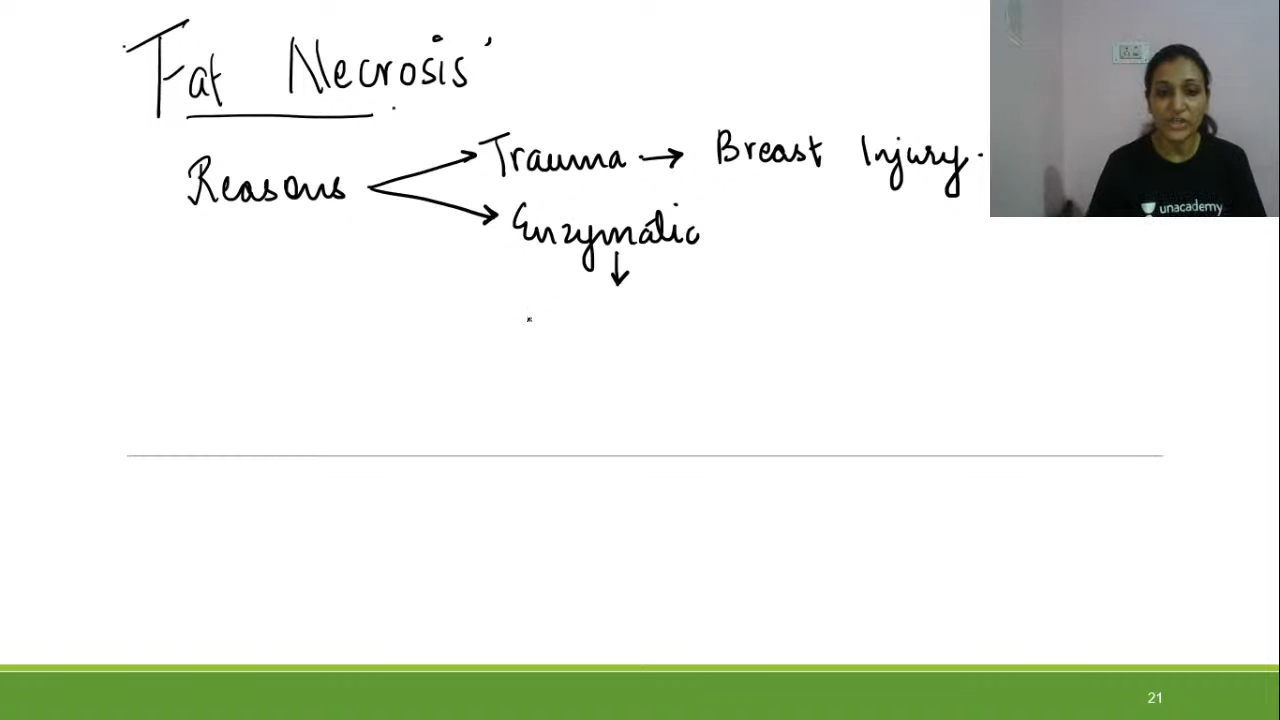 Fat Necrosis
Reasons → Trauma → Breast Injury.
→ Enzymatic
↓
unacademy
21